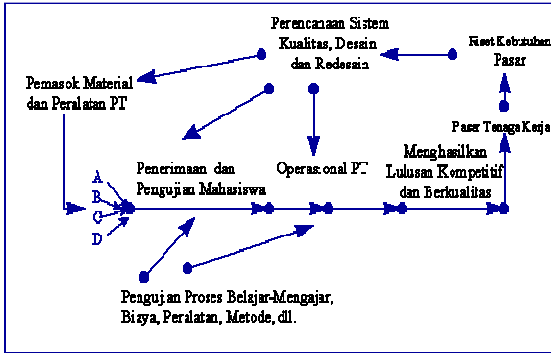 Perencanaan Sistem
Kualitas, Desain
dan Redesain
Riset Kebutuhan
Pasar
Pemasok Material
dan Peralatan PT
Pasar Tenaga Kerja
A
B
C
D
Penerimaan dan
Pengujian Mahasiswa
Operasional PT
Menghasilkan
Lulusan Kompetitif
dan Berkualitas
Pengujian Proses Belajar-Mengajar,
Biaya, Peralatan, Metode, dll.